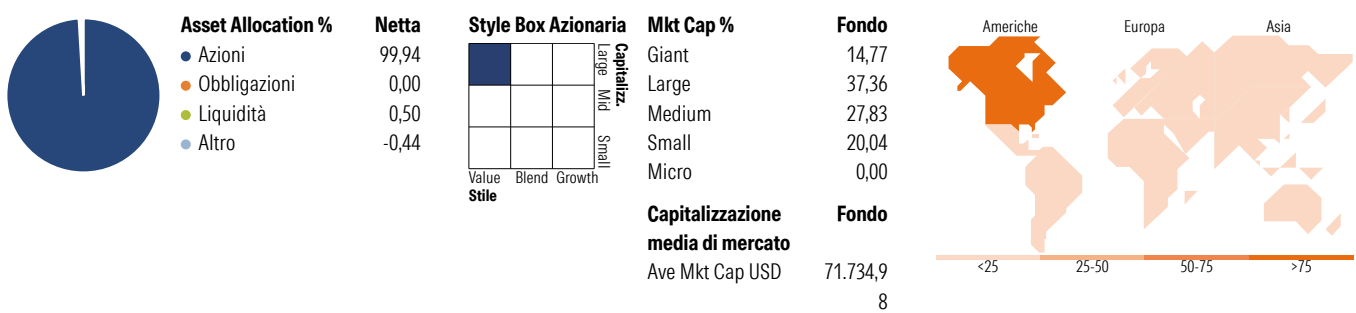 Asset Allocation % Netta
Azioni 99,94
Obbligazioni 0,00
Liquidità 0,50
Altro -0,44
Style Box Azionaria
Large Mid Small
Capitalizz.
Value Blend Growth
Stile
Mkt Cap % Fondo
Giant 14,77
Large 37,36
Medium 27,83
Small 20,04
Micro 0,00
Capitalizzazione Fondo
media di mercato
Ave Mkt Cap USD 71.734,9
8
Americhe Europa Asia
<25 25-50 50-75 >75